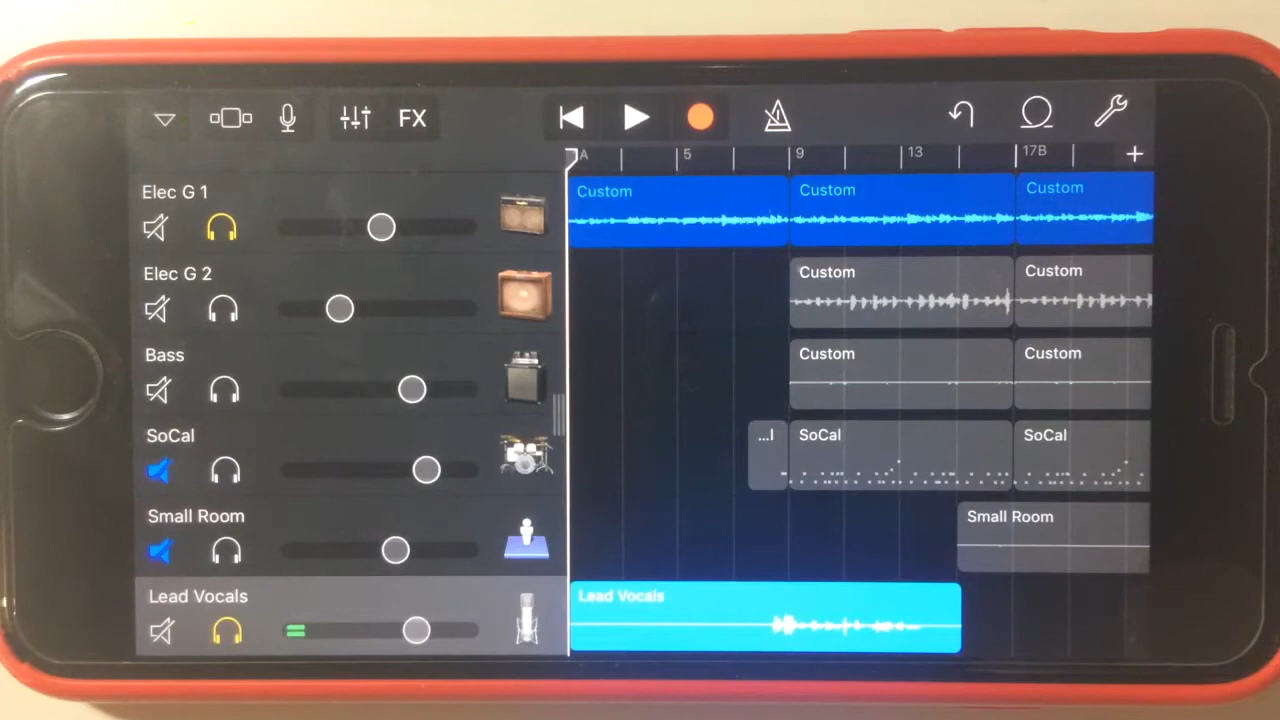 FX
A 5 9 13 17B +
Elec G 1
Custom Custom Custom
Elec G 2
Custom Custom
Bass
Custom Custom
SoCal
...l SoCal SoCal
Small Room
Small Room
Lead Vocals
Lead Vocals